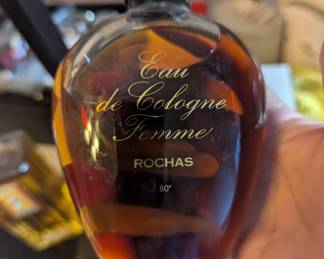 Eau
de Cologne
Femme
ROCHAS
80°